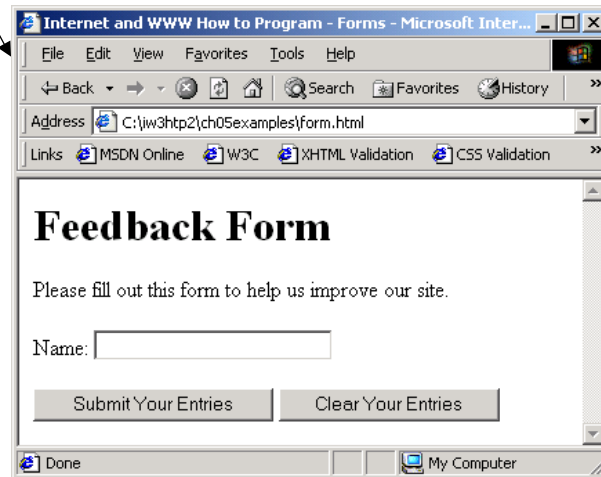 Internet and WWW How to Program - Forms - Microsoft Inter...
File Edit View Favorites Tools Help
Back Search Favorites History »
Address C:\iw3htp2\ch05examples\form.html
Links MSDN Online W3C XHTML Validation CSS Validation »
Feedback Form
Please fill out this form to help us improve our site.
Name:
Submit Your Entries Clear Your Entries
Done My Computer